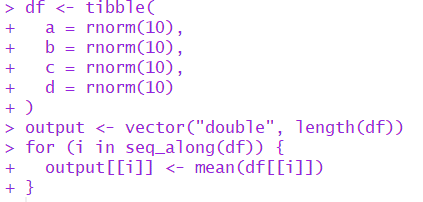 > df <- tibble(
+   a = rnorm(10),
+   b = rnorm(10),
+   c = rnorm(10),
+   d = rnorm(10)
+ )
> output <- vector("double", length(df))
> for (i in seq_along(df)) {
+   output[[i]] <- mean(df[[i]])
+ }